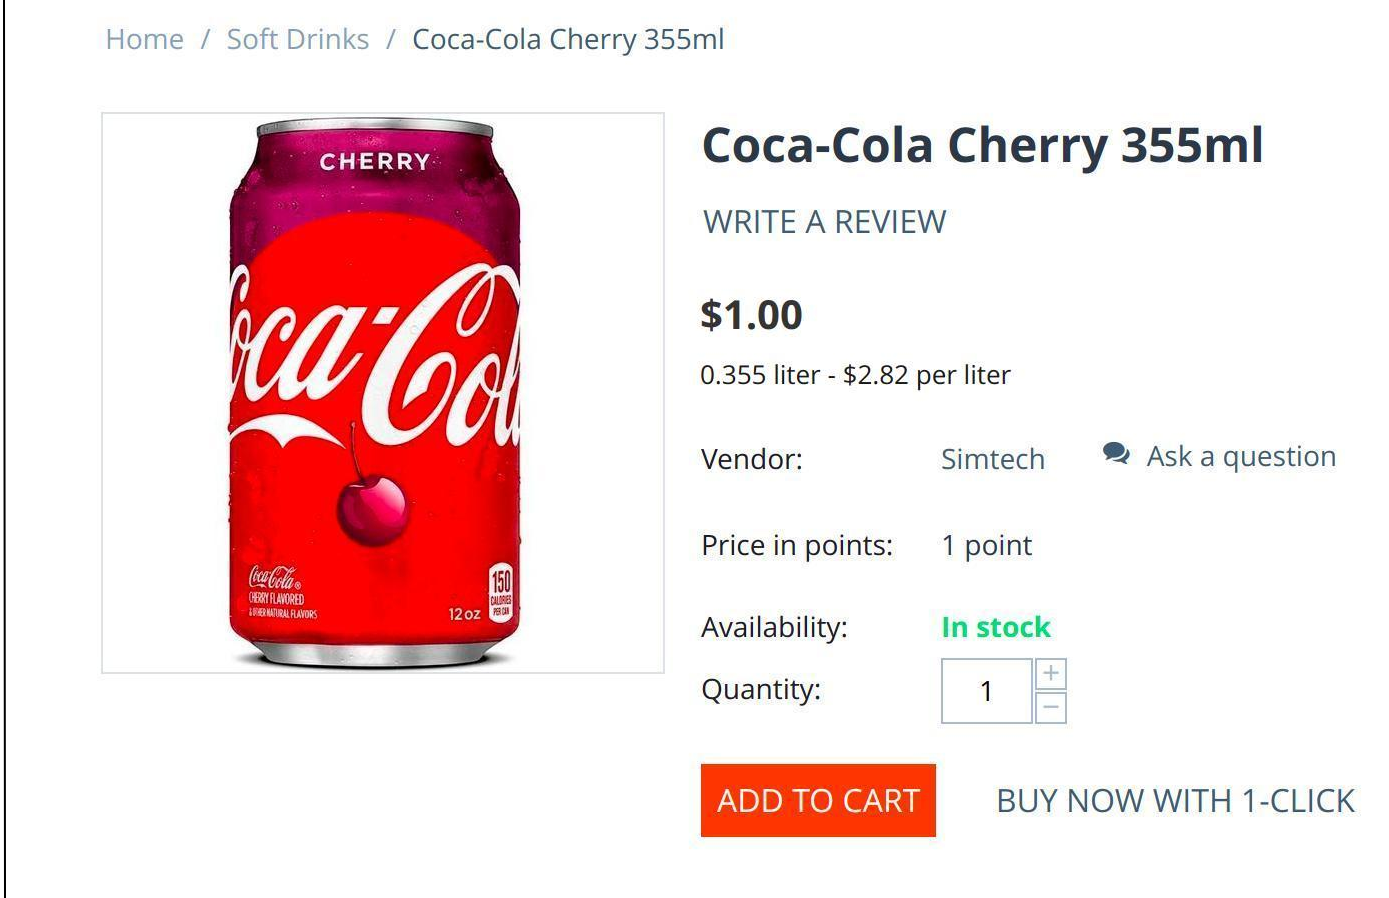 Home / Soft Drinks / Coca-Cola Cherry 355ml
CHERRY
Coca-Cola
Coca-Cola®
CHERRY FLAVORED
& OTHER NATURAL FLAVORS
12 oz
150
CALORIES
PER CAN
Coca-Cola Cherry 355ml
WRITE A REVIEW
$1.00
0.355 liter - $2.82 per liter
Vendor: Simtech Ask a question
Price in points: 1 point
Availability: In stock
Quantity: 1 + −
ADD TO CART BUY NOW WITH 1-CLICK